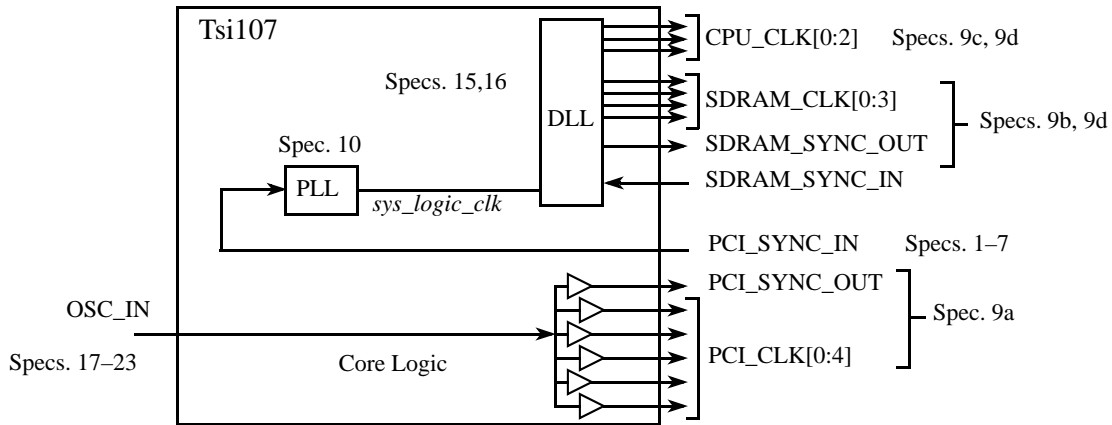 Tsi107
CPU_CLK[0:2] Specs. 9c, 9d
Specs. 15,16
SDRAM_CLK[0:3]
DLL
Specs. 9b, 9d
SDRAM_SYNC_OUT
Spec. 10
SDRAM_SYNC_IN
PLL
sys_logic_clk
PCI_SYNC_IN Specs. 1–7
PCI_SYNC_OUT
OSC_IN
Spec. 9a
Specs. 17–23
Core Logic
PCI_CLK[0:4]